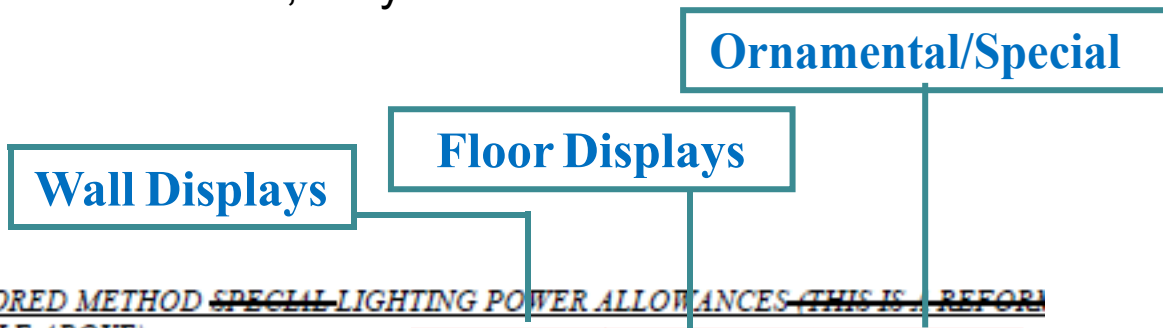 Ornamental/Special
Floor Displays
Wall Displays
ORED METHOD SPECIAL LIGHTING POWER ALLOWANCES (THIS IS A REFOR